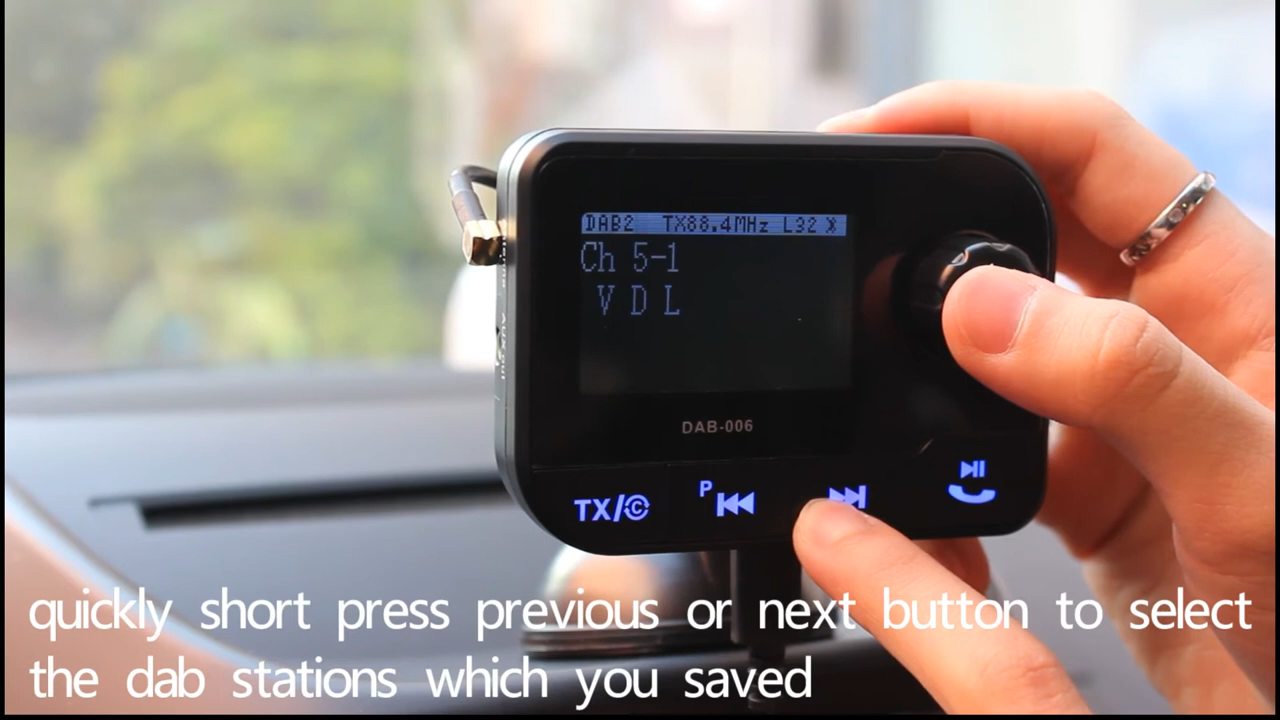 DAB2 TX88.4MHz L32
Ch 5-1
V D L
DAB-006
TX/C
P
quickly short press previous or next button to select
the dab stations which you saved